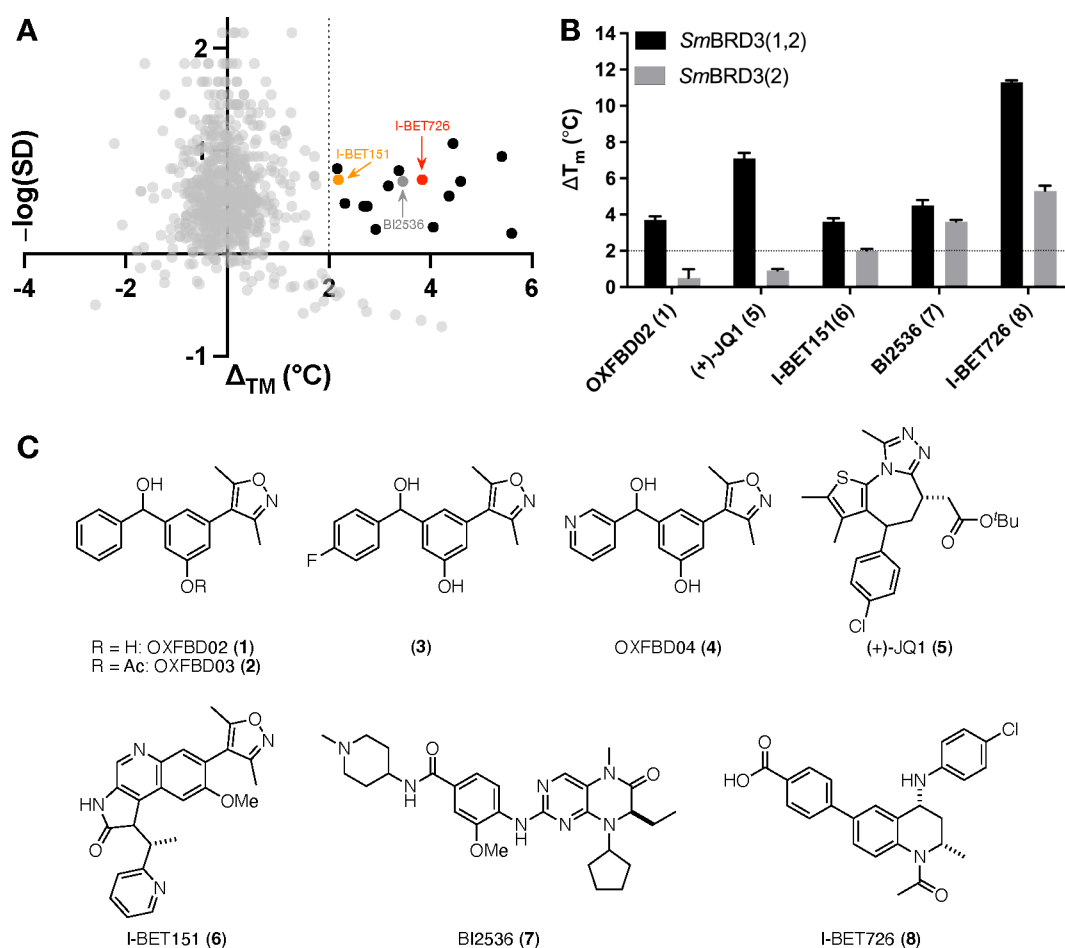 A
–log(SD)
2
1
-1
-4
-2
2
4
6
I-BET726
I-BET151
BI2536
ΔTM (°C)
B
SmBRD3(1,2)
SmBRD3(2)
ΔTm (°C)
14
12
10
8
6
4
2
0
OXFBD02 (1)
(+)-JQ1 (5)
I-BET151(6)
BI2536 (7)
I-BET726 (8)
C
OH
O
N
OR
R = H: OXFBD02 (1)
R = Ac: OXFBD03 (2)
OH
O
N
F
OH
(3)
OH
O
N
N
OH
OXFBD04 (4)
N
N
N
S
OtBu
O
Cl
(+)-JQ1 (5)
O
N
N
OMe
HN
O
N
I-BET151 (6)
N
O
N
H
OMe
N
H
N
N
N
O
N
BI2536 (7)
Cl
O
HO
HN
N
O
I-BET726 (8)